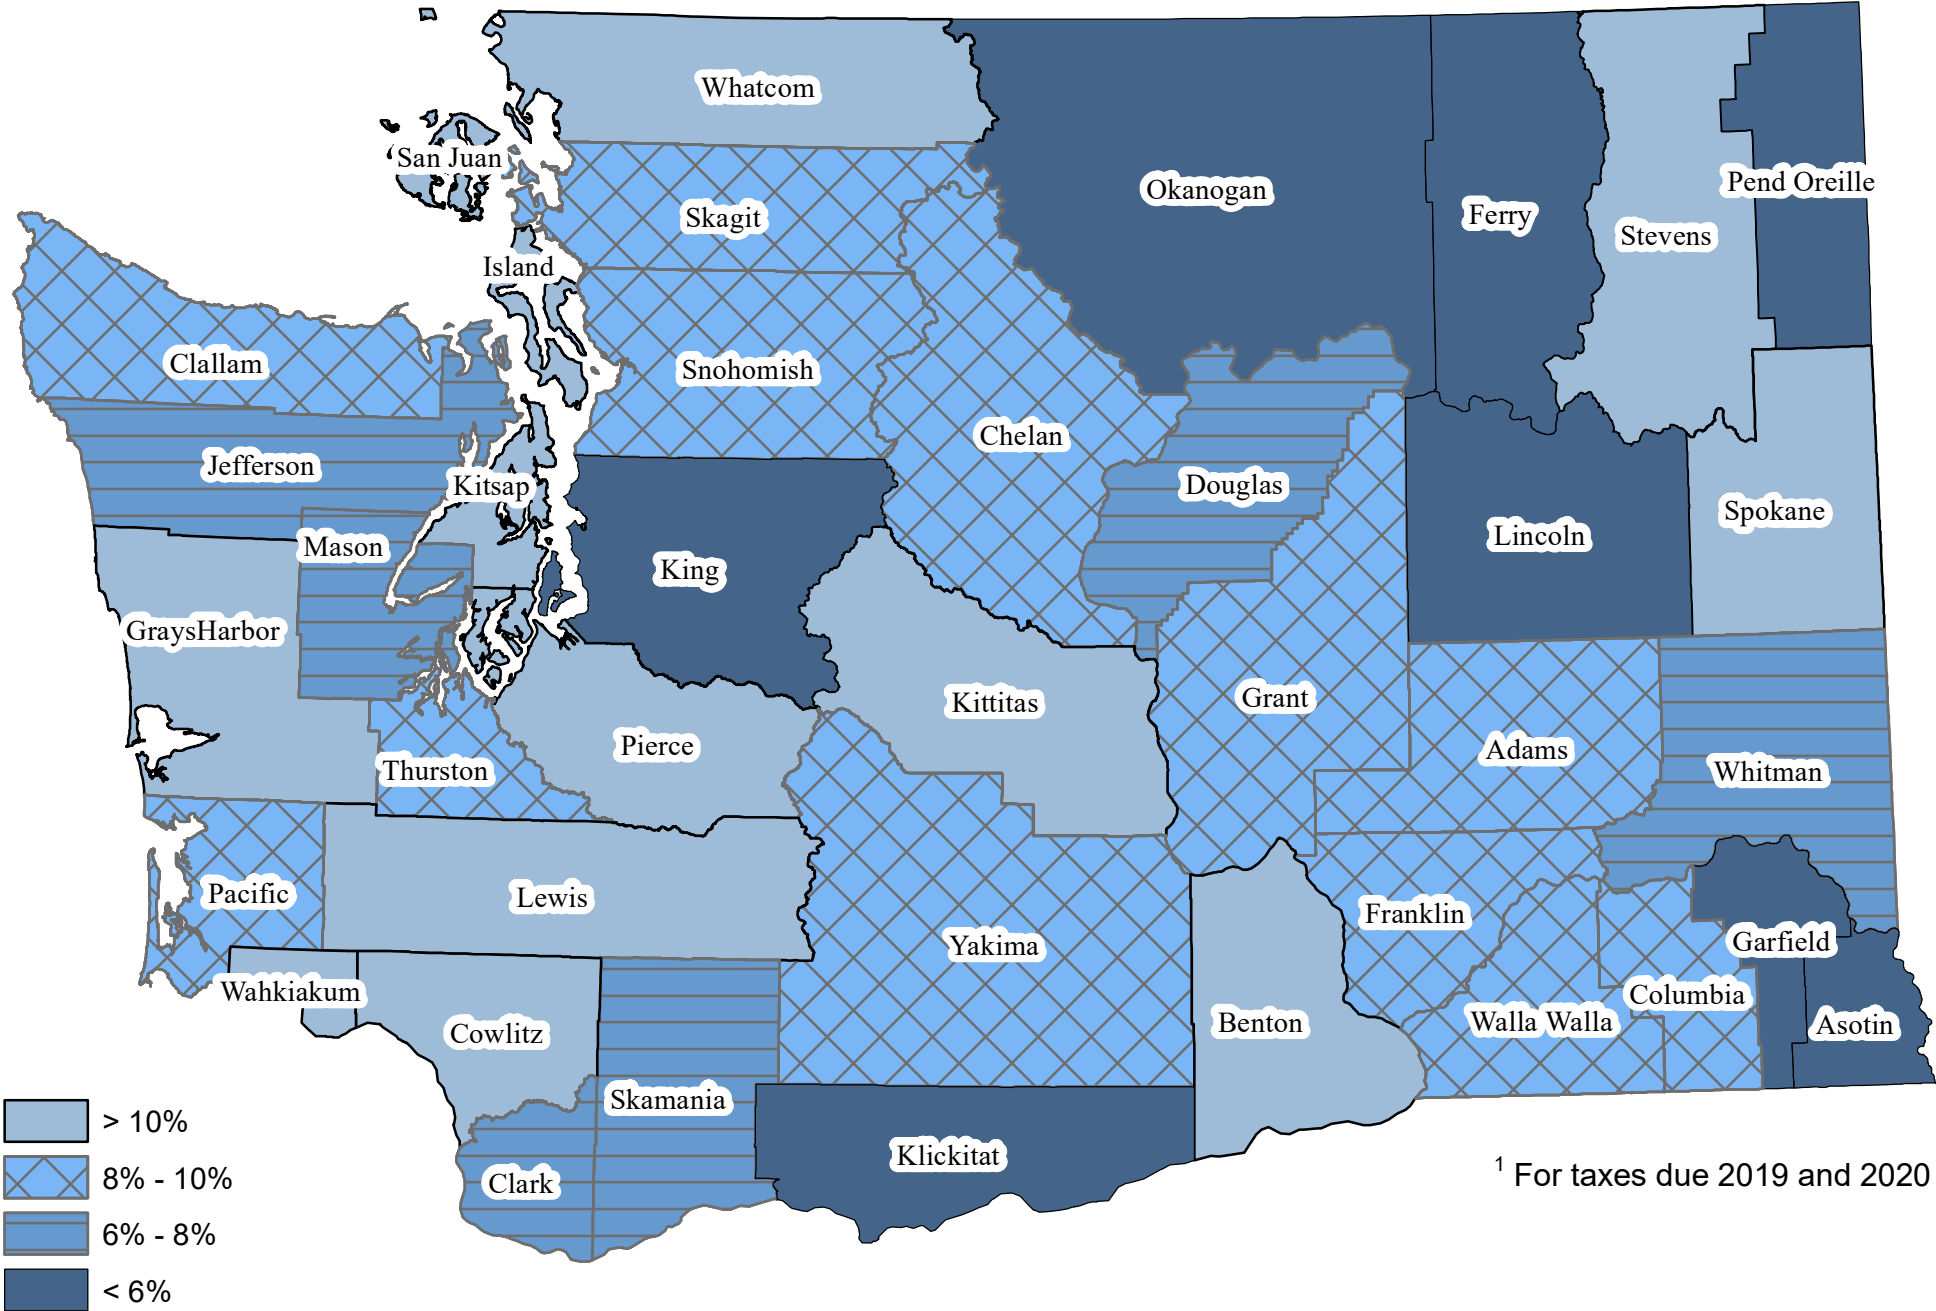 Whatcom
San Juan
Okanogan
Pend Oreille
Skagit
Ferry
Stevens
Island
Clallam
Snohomish
Chelan
Jefferson
Kitsap
Douglas
Spokane
Lincoln
Mason
King
GraysHarbor
Kittitas
Grant
Pierce
Adams
Thurston
Whitman
Pacific
Lewis
Franklin
Yakima
Garfield
Wahkiakum
Columbia
Cowlitz
Benton
Walla Walla
Asotin
Skamania
Klickitat
Clark
> 10%
8% - 10%
6% - 8%
< 6%
1 For taxes due 2019 and 2020